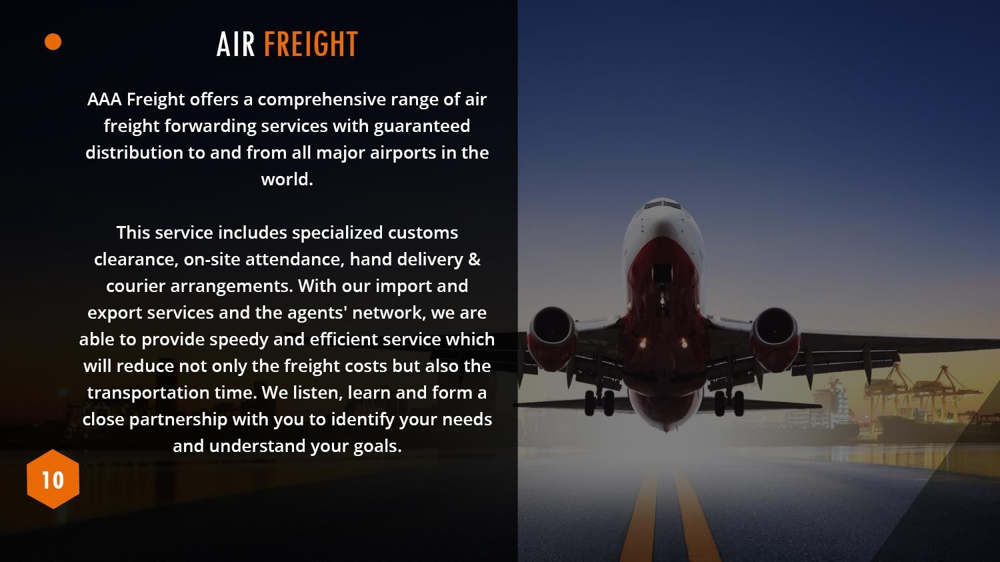 AIR FREIGHT
AAA Freight offers a comprehensive range of air
freight forwarding services with guaranteed
distribution to and from all major airports in the
world.
This service includes specialized customs
clearance, on-site attendance, hand delivery &
courier arrangements. With our import and
export services and the agents' network, we are
able to provide speedy and efficient service which
will reduce not only the freight costs but also the
transportation time. We listen, learn and form a
close partnership with you to identify your needs
and understand your goals.
10